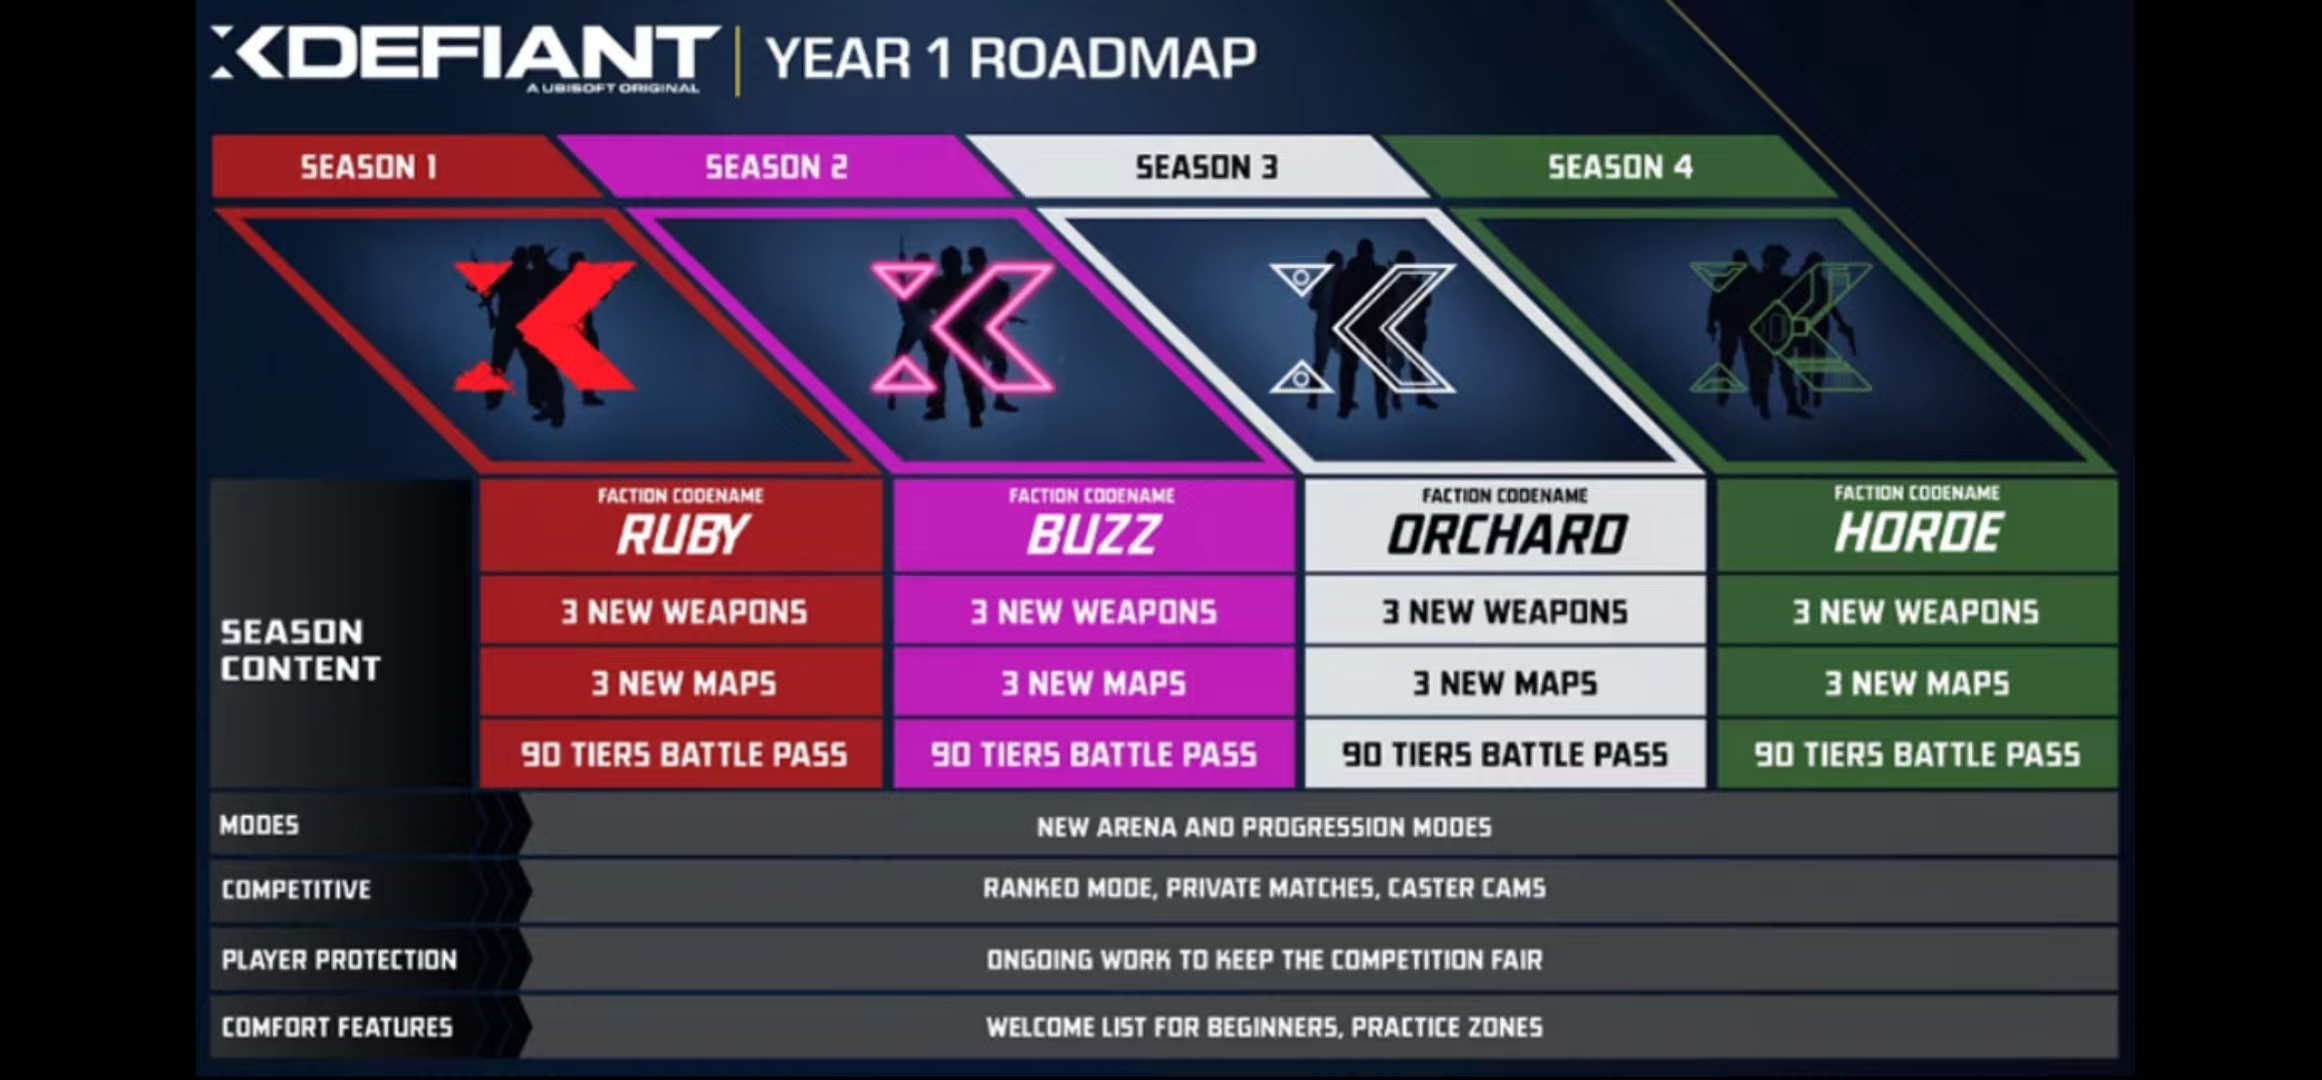 XDEFIANT
A UBISOFT ORIGINAL
YEAR 1 ROADMAP
SEASON 1
SEASON 2
SEASON 3
SEASON 4
SEASON
CONTENT
FACTION CODENAME
RUBY
FACTION CODENAME
BUZZ
FACTION CODENAME
ORCHARD
FACTION CODENAME
HORDE
3 NEW WEAPONS
3 NEW WEAPONS
3 NEW WEAPONS
3 NEW WEAPONS
3 NEW MAPS
3 NEW MAPS
3 NEW MAPS
3 NEW MAPS
90 TIERS BATTLE PASS
90 TIERS BATTLE PASS
90 TIERS BATTLE PASS
90 TIERS BATTLE PASS
MODES
NEW ARENA AND PROGRESSION MODES
COMPETITIVE
RANKED MODE, PRIVATE MATCHES, CASTER CAMS
PLAYER PROTECTION
ONGOING WORK TO KEEP THE COMPETITION FAIR
COMFORT FEATURES
WELCOME LIST FOR BEGINNERS, PRACTICE ZONES